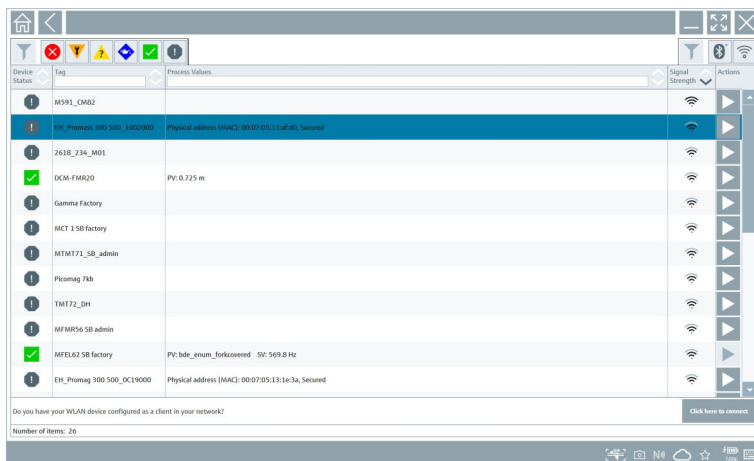 Device Status
Tag
Process Values
Signal Strength
Actions
M591_CM82
EH_Promass 300 500_1002000 Physical address (MAC): 00:07:05:11:af:d0, Secured
2618_234_M01
DCM-FMR20 PV: 0.725 m
Gamma Factory
MCT 1 SB factory
MTMT71_SB_admin
Picomag 7kb
TMT72_DH
MFMR56 SB admin
MFEL62 SB factory PV: bde_enum_forkcovered SV: 569.8 Hz
EH_Promag 300 500_0C19000 Physical address (MAC): 00:07:05:13:1e:3a, Secured
Do you have your WLAN device configured as a client in your network? Click here to connect
Number of items: 26
78%